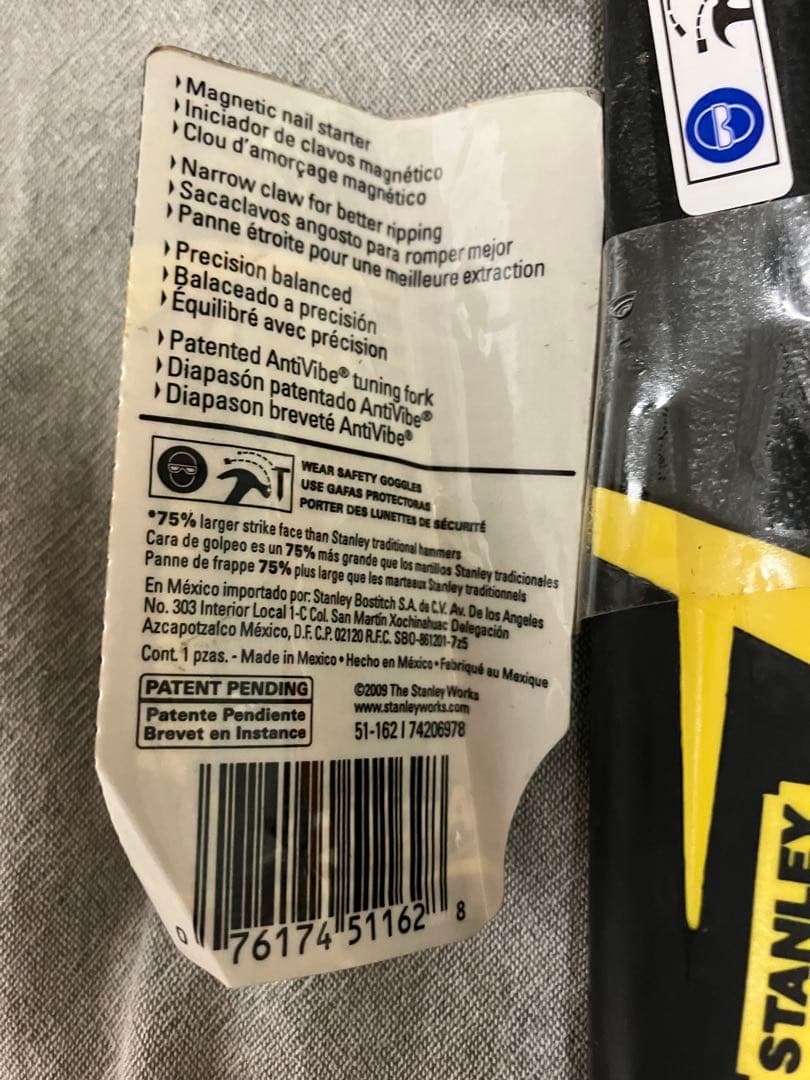 Magnetic nail starter
Iniciador de clavos magnético
Clou d'amorçage magnético
Narrow claw for better ripping
Sacaclavos angosto para romper mejor
Panne étroite pour une meilleure extraction
Precision balanced
Balaceado a precisión
Équilibré avec précision
Patented AntiVibe® tuning fork
Diapasón patentado AntiVibe®
Diapason breveté AntiVibe®
WEAR SAFETY GOGGLES
USE GAFAS PROTECTORAS
PORTER DES LUNETTES DE SÉCURITÉ
*75% larger strike face than Stanley traditional hammers
Cara de golpeo es un 75% más grande que los martillos Stanley tradicionales
Panne de frappe 75% plus large que les marteaux Stanley traditionnels
En México importado por: Stanley Bostitch S.A. de C.V. Av. De los Angeles
No. 303 Interior Local 1-C Col. San Martín Xochinahuac Delegación
Azcapotzalco México, D.F. C.P. 02120 R.F.C. SBO-861201-7z5
Cont. 1 pzas. - Made in Mexico • Hecho en México • Fabriqué au Mexique
PATENT PENDING
Patente Pendiente
Brevet en Instance
©2009 The Stanley Works
www.stanleyworks.com
51-162 | 74206978
0 76174 51162 8
STANLEY